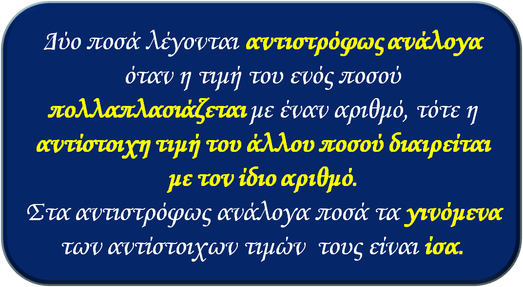 Δύο ποσά λέγονται αντιστρόφως ανάλογα
όταν η τιμή του ενός ποσού
πολλαπλασιάζεται με έναν αριθμό, τότε η
αντίστοιχη τιμή του άλλου ποσού διαιρείται
με τον ίδιο αριθμό.
Στα αντιστρόφως ανάλογα ποσά τα γινόμενα
των αντίστοιχων τιμών τους είναι ίσα.